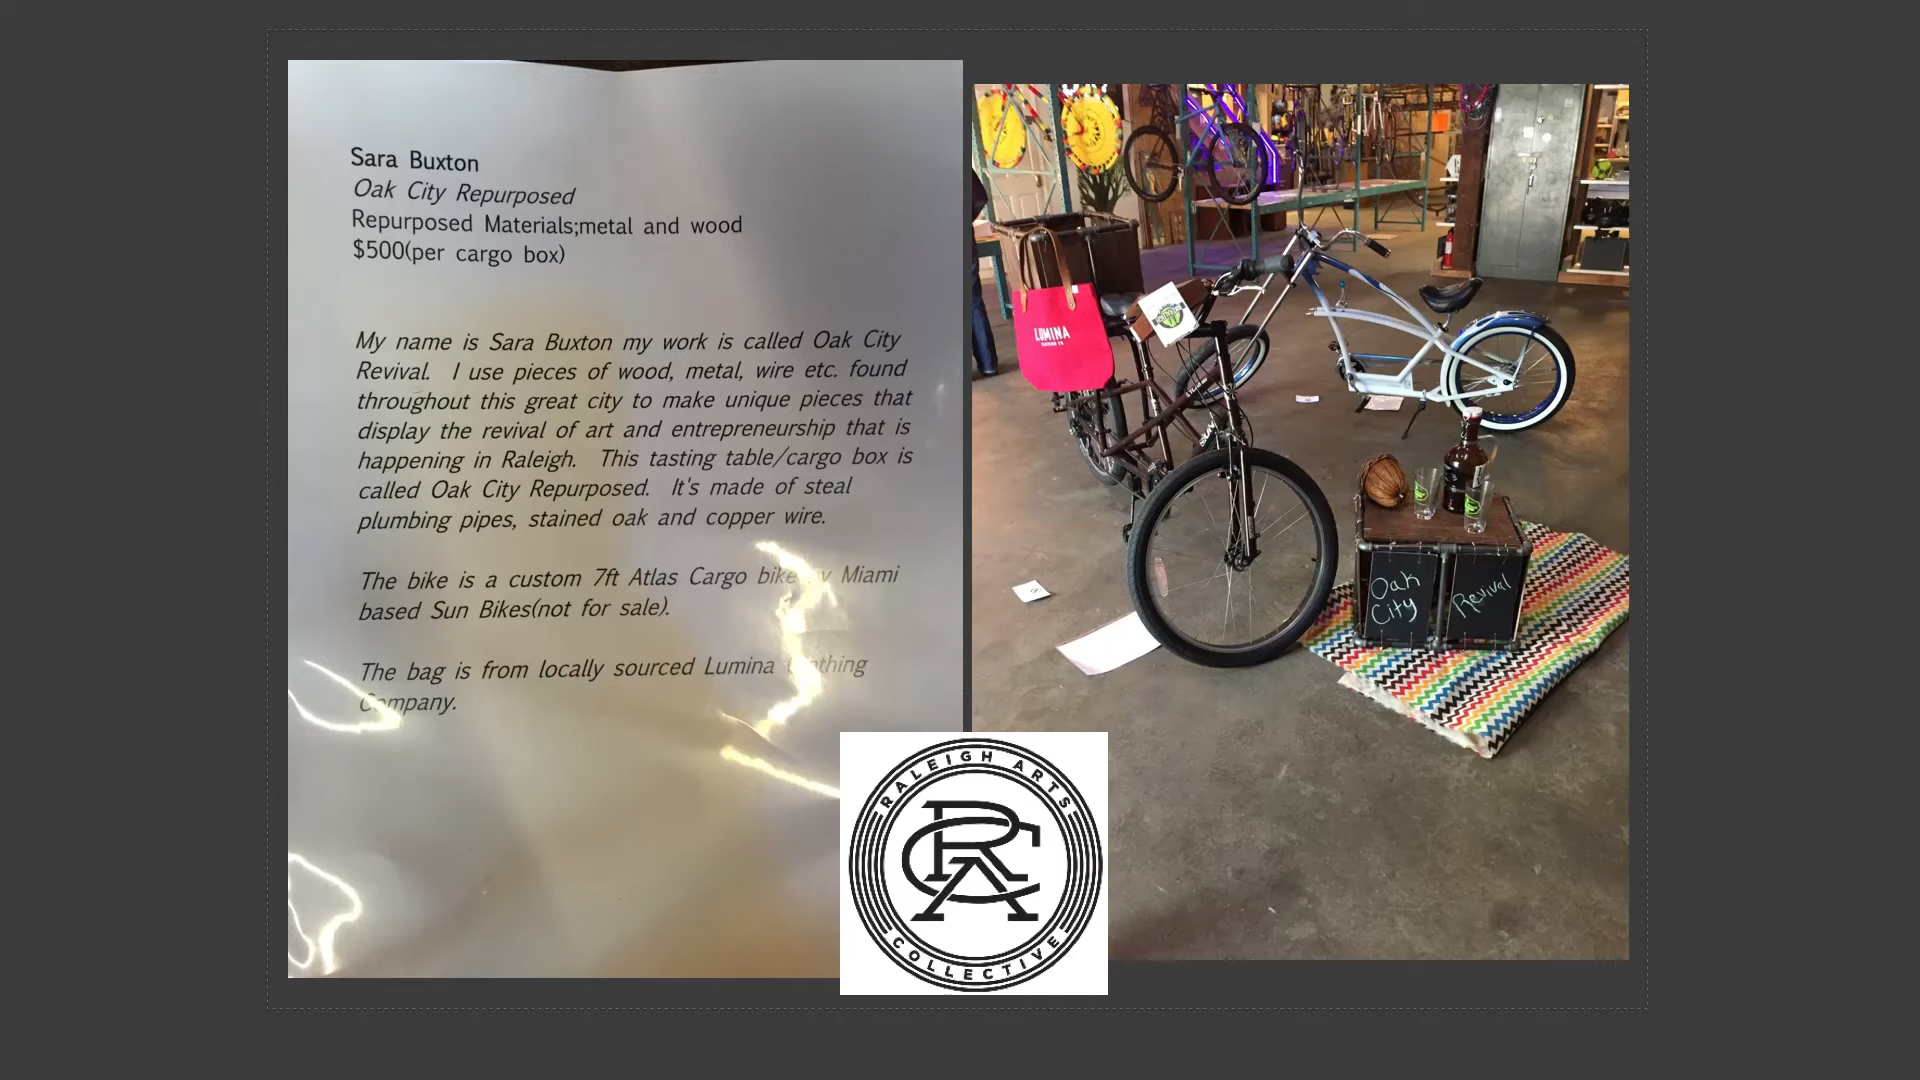 Sara Buxton
Oak City Repurposed
Repurposed Materials;metal and wood
$500(per cargo box)
My name is Sara Buxton my work is called Oak City
Revival. I use pieces of wood, metal, wire etc. found
throughout this great city to make unique pieces that
display the revival of art and entrepreneurship that is
happening in Raleigh. This tasting table/cargo box is
called Oak City Repurposed. It's made of steal
plumbing pipes, stained oak and copper wire.
The bike is a custom 7ft Atlas Cargo bike by Miami
based Sun Bikes(not for sale).
The bag is from locally sourced Lumina Clothing
Company.
LUMINA
Oak
City
Revival
RALEIGH ARTS
RAC
COLLECTIVE